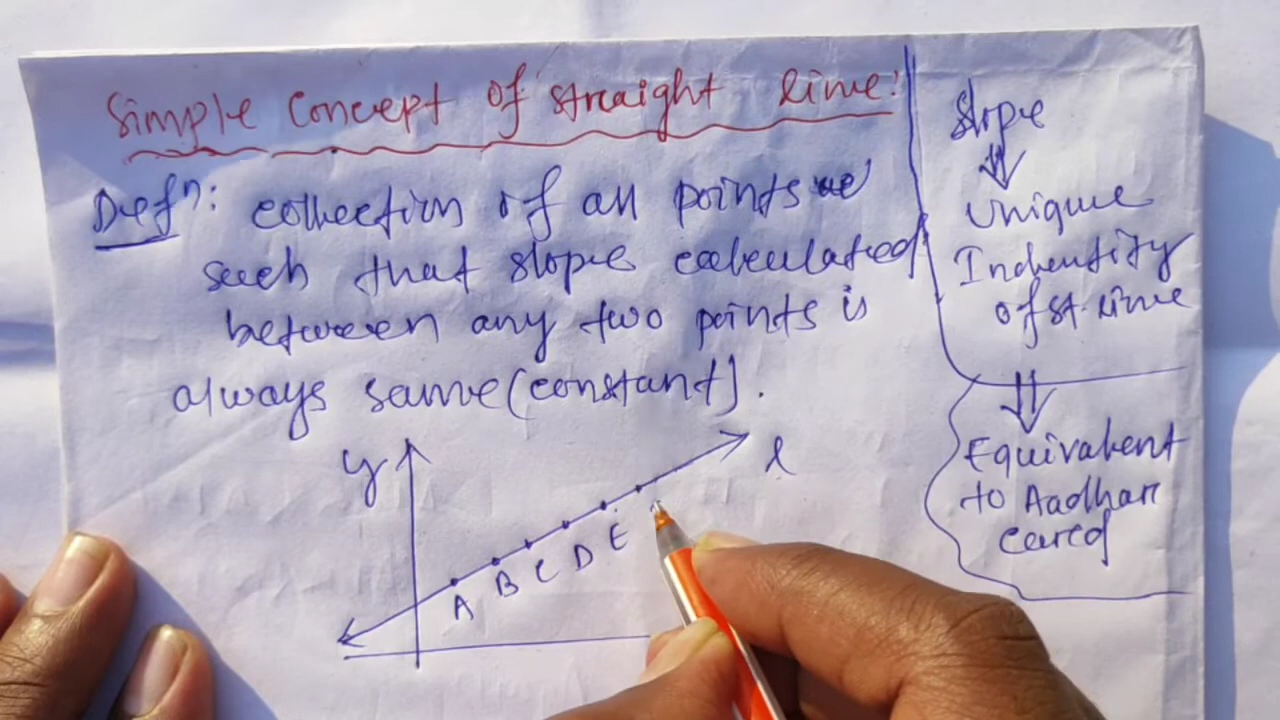 Simple Concept of straight line:
Defn: collection of all points
such that slope calculated
between any two points is
always same (constant).
y
l
A B C D E
Slope
Unique
Indentity
of st. line
Equivalent
to Aadhar
card